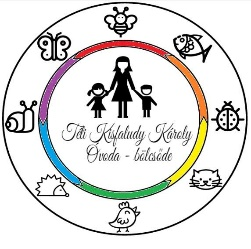 Téti Kisfaludy Károly
Óvoda - bölcsőde